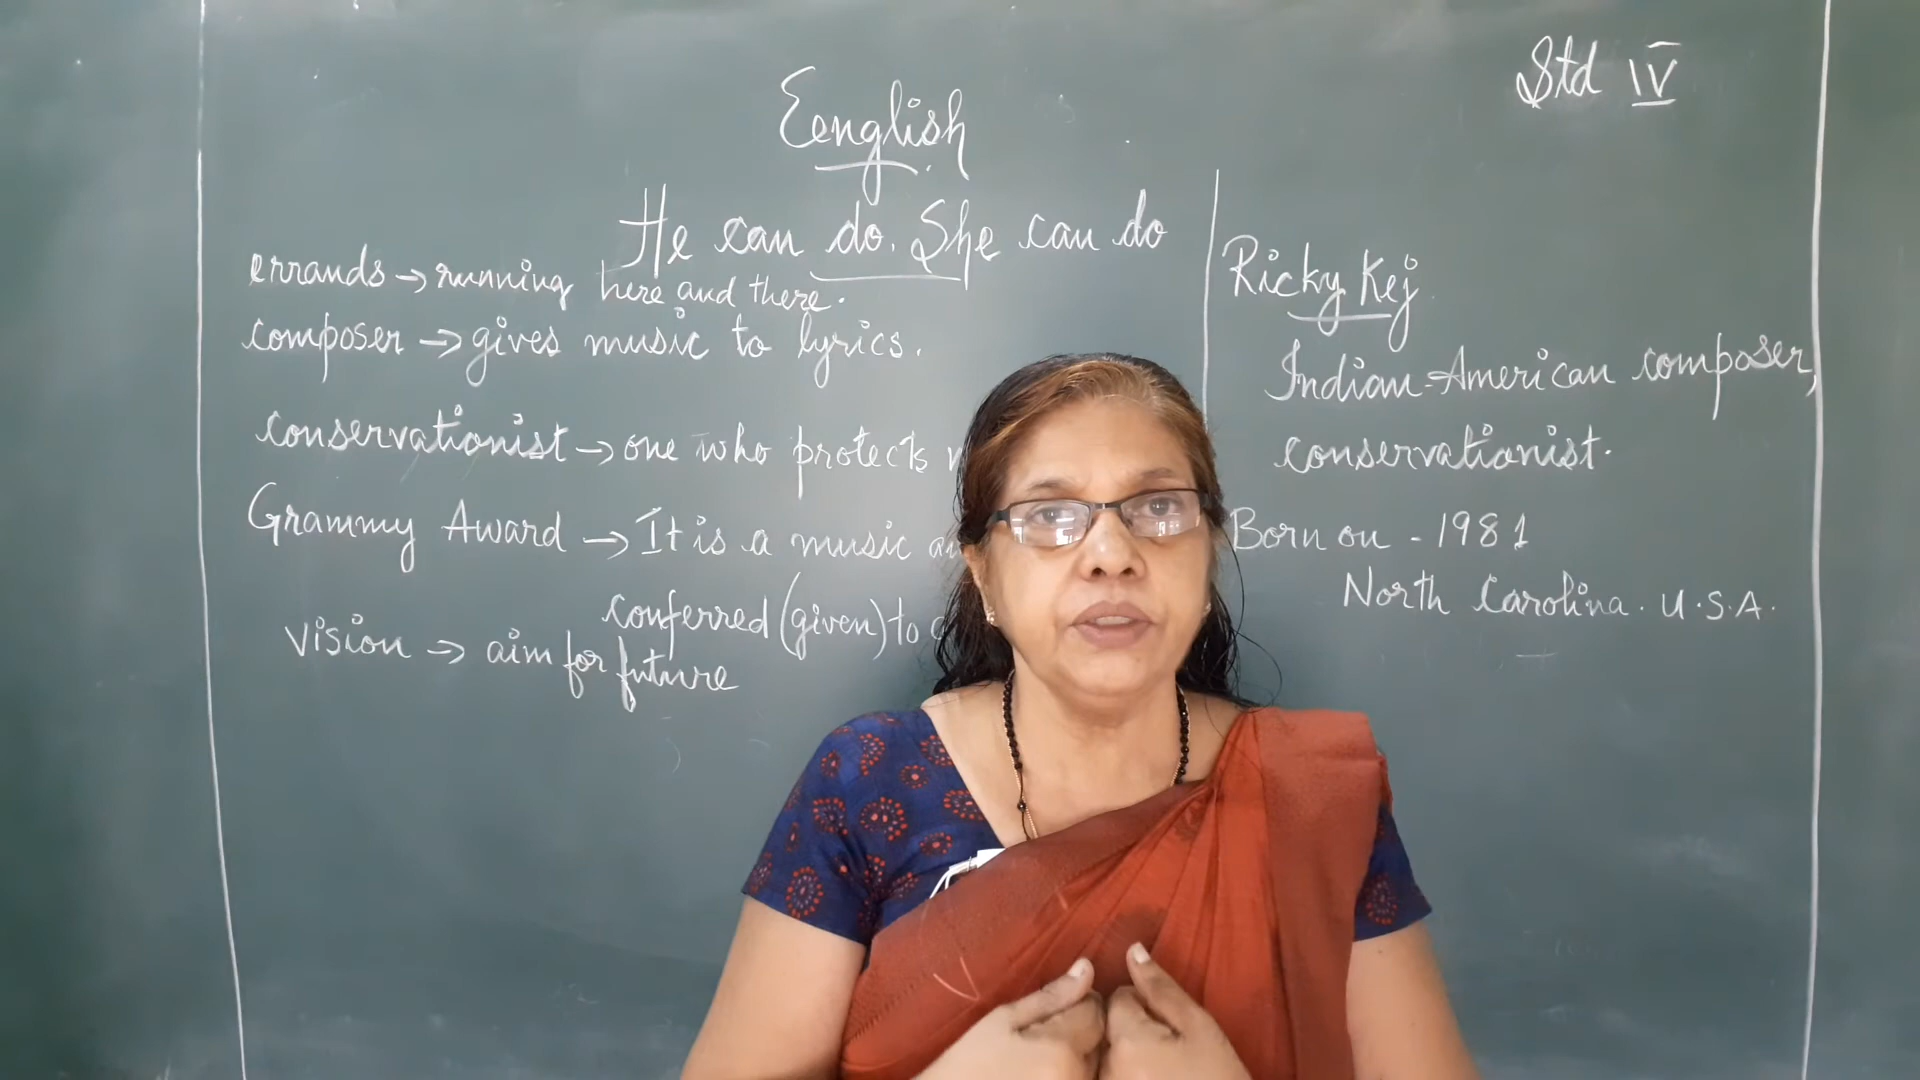 Std IV
Eenglish
He can do. She can do
errands → running here and there.
composer → gives music to lyrics.
conservationist → one who protects
Grammy Award → It is a music
conferred (given) to
vision → aim for future
Ricky Kej
Indian-American composer,
conservationist.
Born on - 1981
North Carolina. U.S.A.